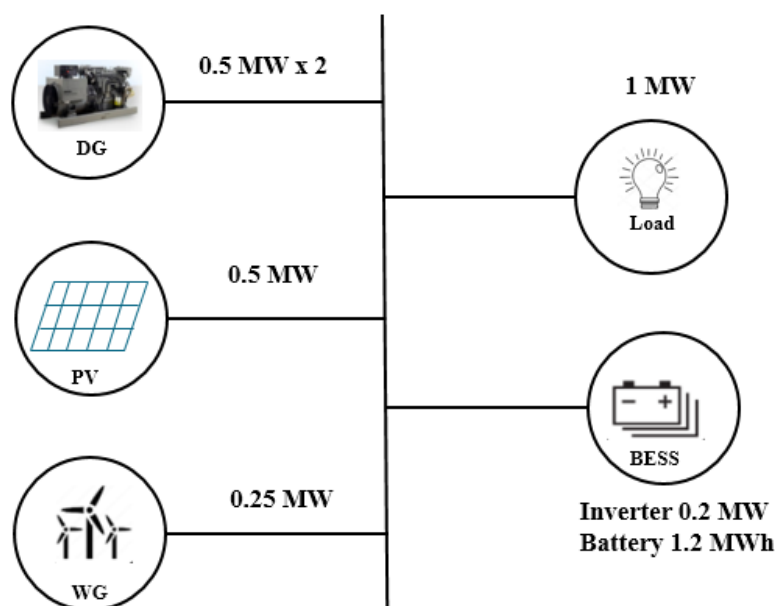 0.5 MW x 2
DG
1 MW
Load
0.5 MW
PV
BESS
Inverter 0.2 MW
Battery 1.2 MWh
0.25 MW
WG